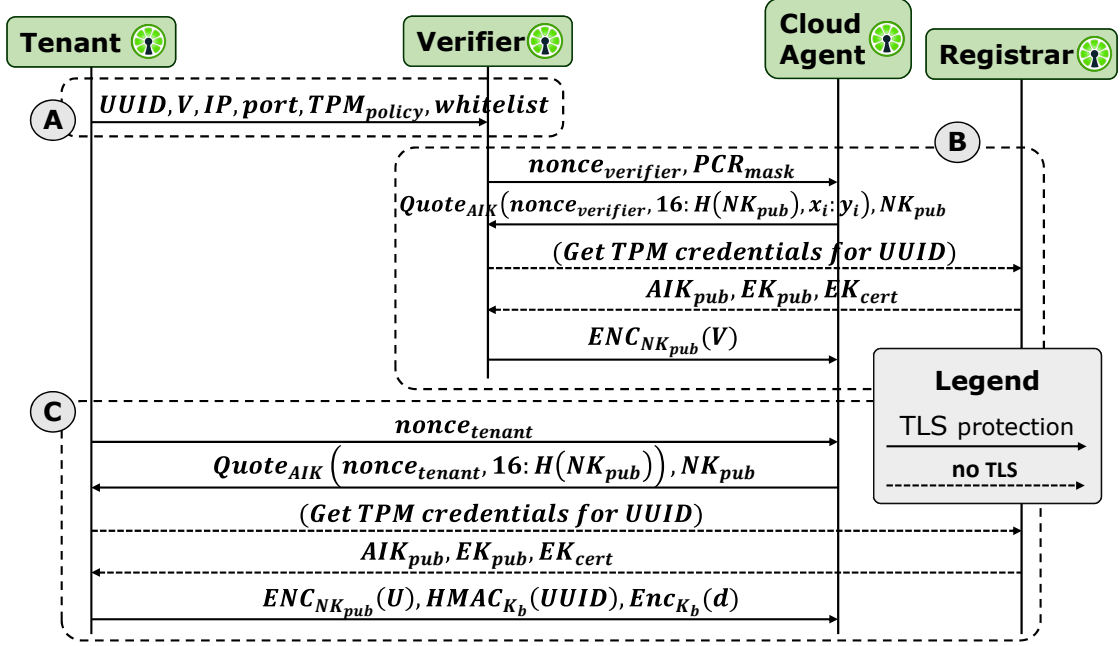 Tenant
Verifier
Cloud
Agent
Registrar
A
UUID, V, IP, port, TPM_policy, whitelist
B
nonce_verifier, PCR_mask
Quote_AIK(nonce_verifier, 16: H(NK_pub), x_i: y_i), NK_pub
(Get TPM credentials for UUID)
AIK_pub, EK_pub, EK_cert
ENC_NK_pub(V)
Legend
TLS protection
no TLS
C
nonce_tenant
Quote_AIK(nonce_tenant, 16: H(NK_pub)), NK_pub
(Get TPM credentials for UUID)
AIK_pub, EK_pub, EK_cert
ENC_NK_pub(U), HMAC_K_b(UUID), Enc_K_b(d)